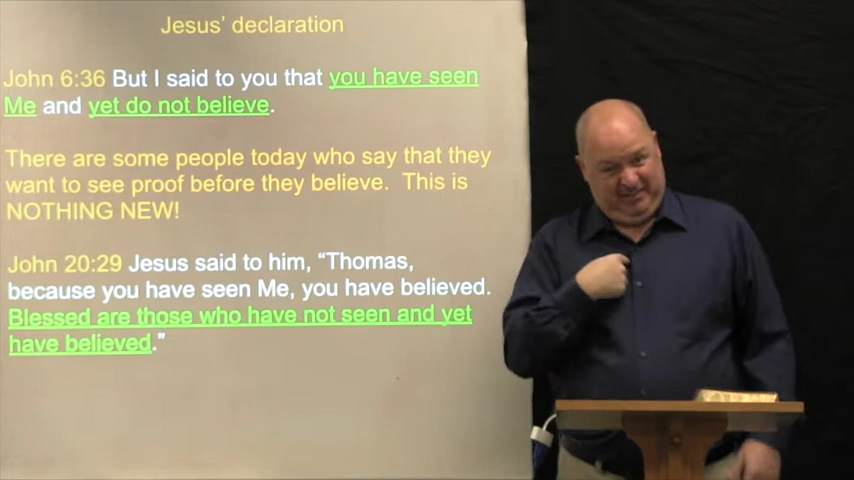 Jesus' declaration
John 6:36 But I said to you that you have seen
Me and yet do not believe.
There are some people today who say that they
want to see proof before they believe. This is
NOTHING NEW!
John 20:29 Jesus said to him, “Thomas,
because you have seen Me, you have believed.
Blessed are those who have not seen and yet
have believed.”